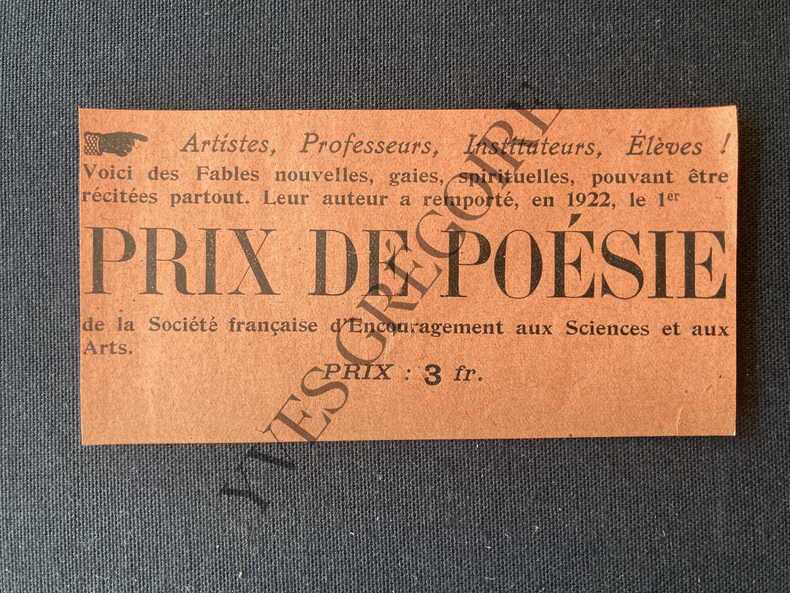 Artistes, Professeurs, Instituteurs, Élèves !
Voici des Fables nouvelles, gaies, spirituelles, pouvant être
récitées partout. Leur auteur a remporté, en 1922, le 1er
PRIX DE POÉSIE
de la Société française d'Encouragement aux Sciences et aux
Arts.
PRIX : 3 fr.
YVES GREGOIRE